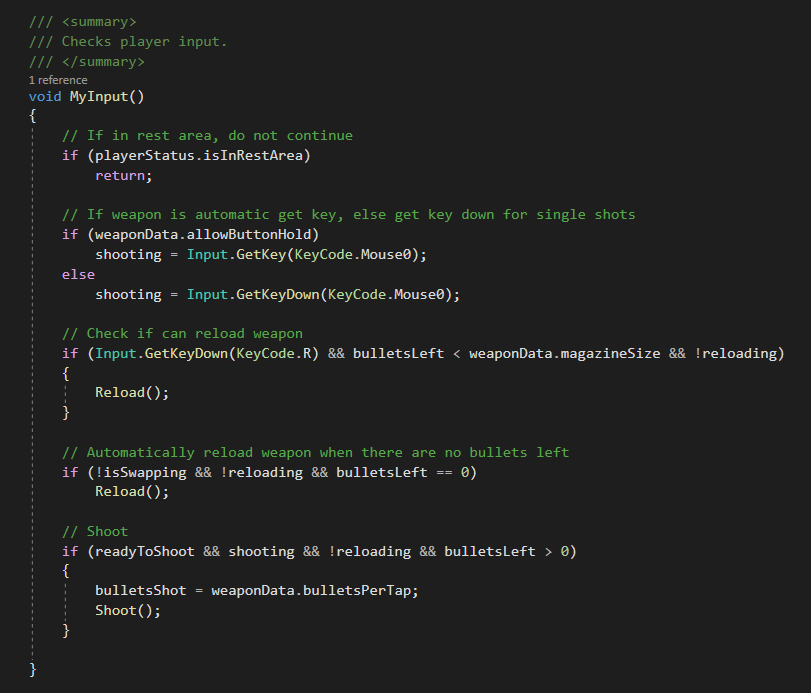 /// <summary>
/// Checks player input.
/// </summary>
1 reference
void MyInput()
{
    // If in rest area, do not continue
    if (playerStatus.isInRestArea)
        return;

    // If weapon is automatic get key, else get key down for single shots
    if (weaponData.allowButtonHold)
        shooting = Input.GetKey(KeyCode.Mouse0);
    else
        shooting = Input.GetKeyDown(KeyCode.Mouse0);

    // Check if can reload weapon
    if (Input.GetKeyDown(KeyCode.R) && bulletsLeft < weaponData.magazineSize && !reloading)
    {
        Reload();
    }

    // Automatically reload weapon when there are no bullets left
    if (!isSwapping && !reloading && bulletsLeft == 0)
        Reload();

    // Shoot
    if (readyToShoot && shooting && !reloading && bulletsLeft > 0)
    {
        bulletsShot = weaponData.bulletsPerTap;
        Shoot();
    }

}